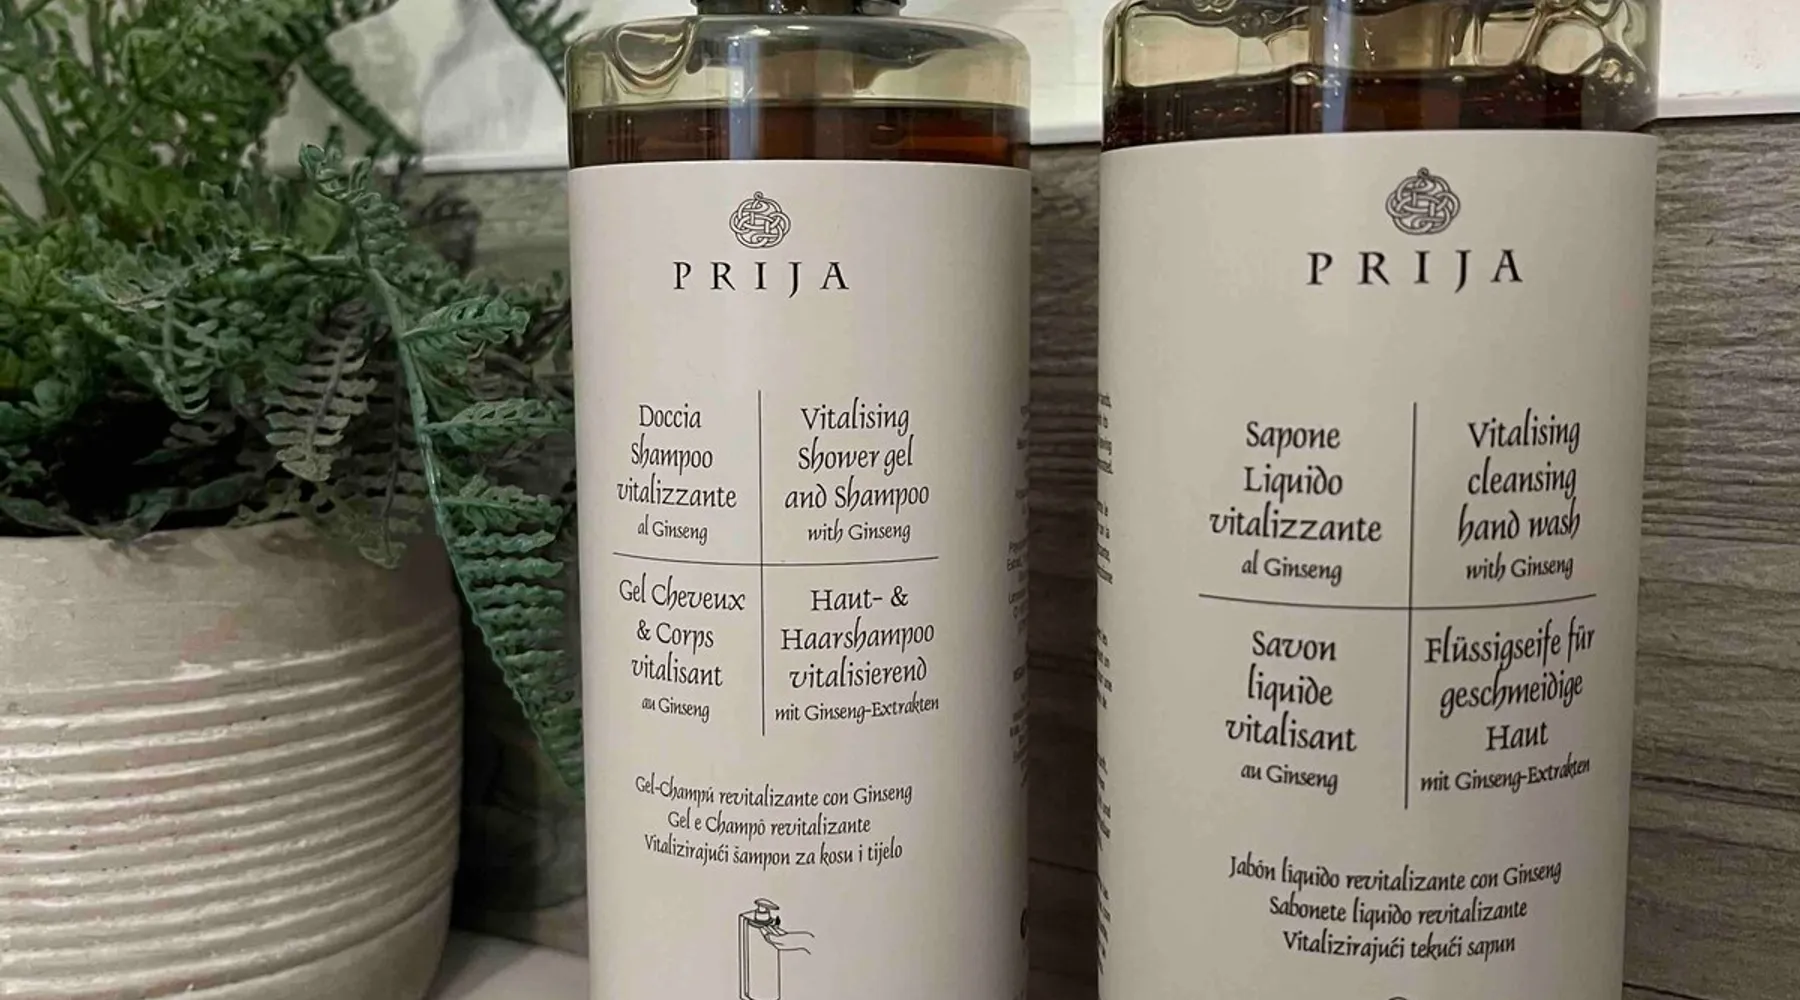 PRIJA
Doccia
Shampoo
vitalizzante
al Ginseng
Vitalising
Shower gel
and Shampoo
with Ginseng
Gel Cheveux
& Corps
vitalisant
au Ginseng
Haut- &
Haarshampoo
vitalisierend
mit Ginseng-Extrakten
Gel-Champú revitalizante con Ginseng
Gel e Champô revitalizante
Vitalizirajući šampon za kosu i tijelo
PRIJA
Sapone
Liquido
vitalizzante
al Ginseng
Vitalising
cleansing
hand wash
with Ginseng
Savon
liquide
vitalisant
au Ginseng
Flüssigseife für
geschmeidige
Haut
mit Ginseng-Extrakten
Jabón liquido revitalizante con Ginseng
Sabonete liquido revitalizante
Vitalizirajući tekući sapun